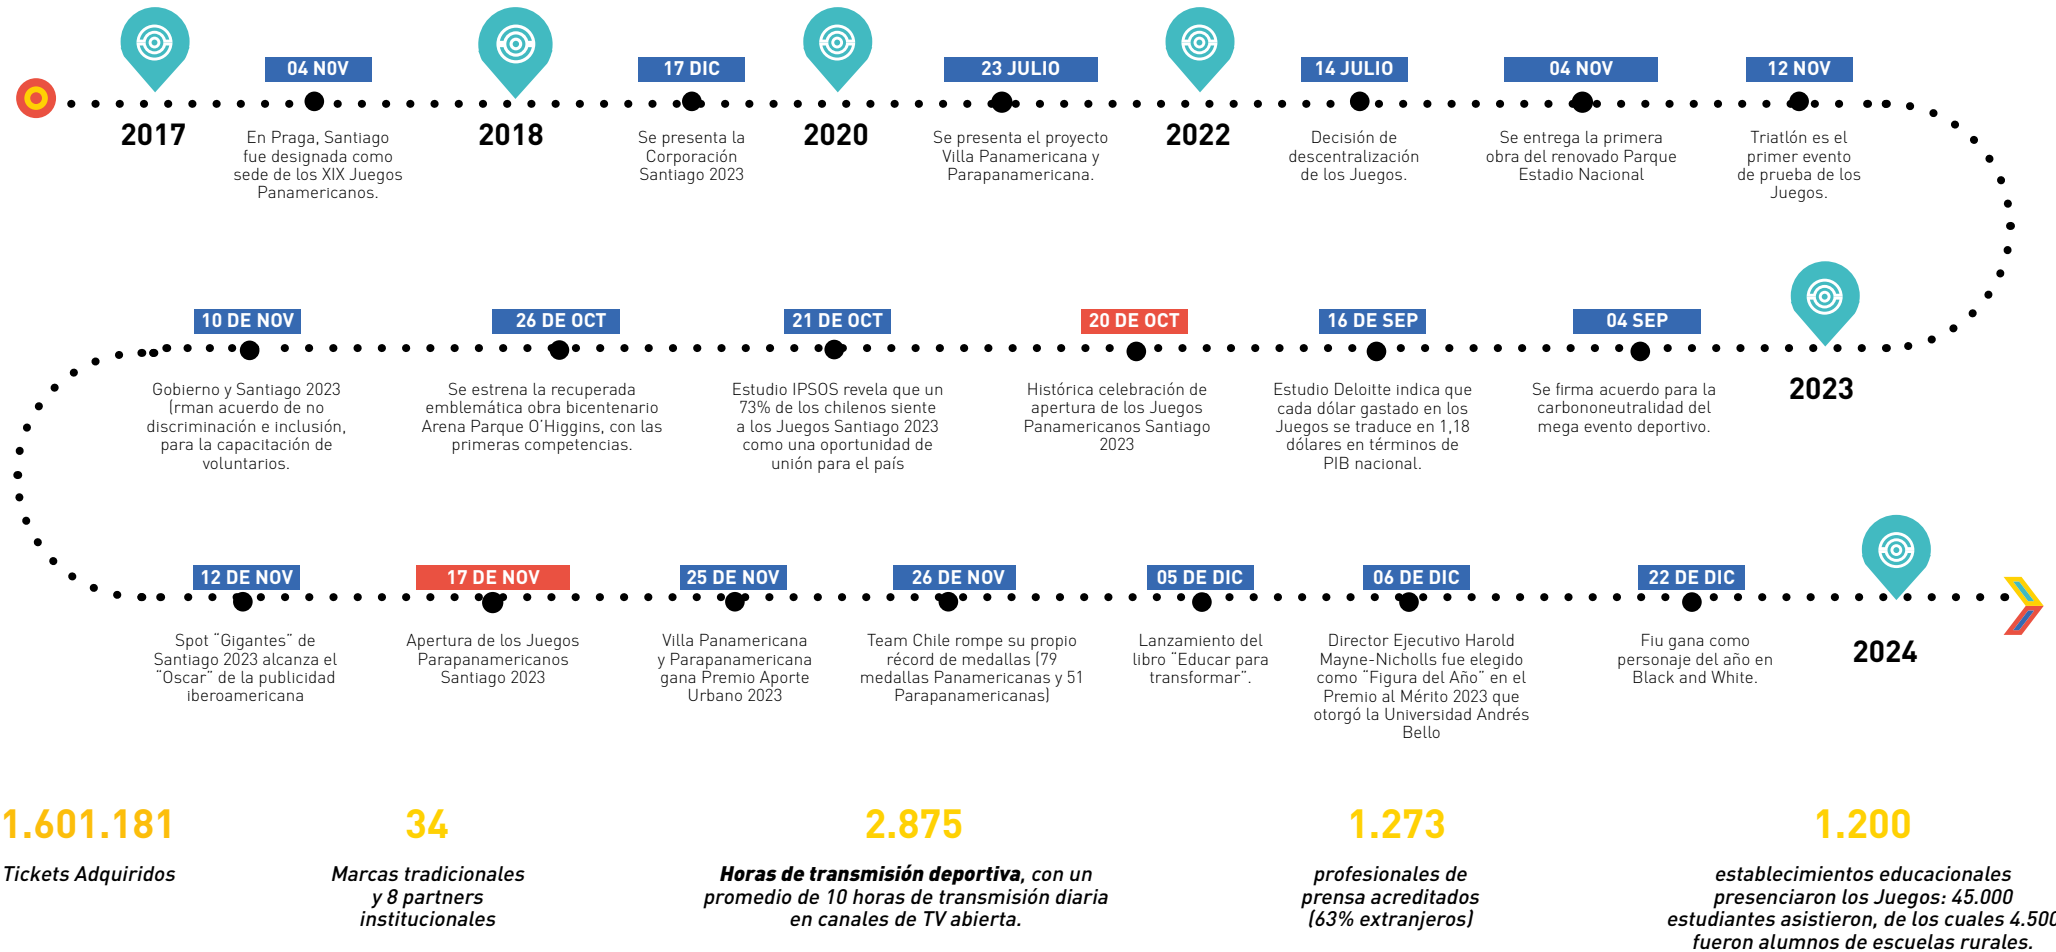 2017
04 NOV
En Praga, Santiago
fue designada como
sede de los XIX Juegos
Panamericanos.
2018
17 DIC
Se presenta la
Corporación
Santiago 2023
2020
23 JULIO
Se presenta el proyecto
Villa Panamericana y
Parapanamericana.
2022
14 JULIO
Decisión de
descentralización
de los Juegos.
04 NOV
Se entrega la primera
obra del renovado Parque
Estadio Nacional
12 NOV
Triatlón es el
primer evento
de prueba de los
Juegos.
2023
04 SEP
Se firma acuerdo para la
carbononeutralidad del
mega evento deportivo.
16 DE SEP
Estudio Deloitte indica que
cada dólar gastado en los
Juegos se traduce en 1,18
dólares en términos de
PIB nacional.
20 DE OCT
Histórica celebración de
apertura de los Juegos
Panamericanos Santiago
2023
21 DE OCT
Estudio IPSOS revela que un
73% de los chilenos siente
a los Juegos Santiago 2023
como una oportunidad de
unión para el país
26 DE OCT
Se estrena la recuperada
emblemática obra bicentenario
Arena Parque O'Higgins, con las
primeras competencias.
10 DE NOV
Gobierno y Santiago 2023
(rman acuerdo de no
discriminación e inclusión,
para la capacitación de
voluntarios.
12 DE NOV
Spot "Gigantes" de
Santiago 2023 alcanza el
"Oscar" de la publicidad
iberoamericana
17 DE NOV
Apertura de los Juegos
Parapanamericanos
Santiago 2023
25 DE NOV
Villa Panamericana
y Parapanamericana
gana Premio Aporte
Urbano 2023
26 DE NOV
Team Chile rompe su propio
récord de medallas (79
medallas Panamericanas y 51
Parapanamericanas)
05 DE DIC
Lanzamiento del
libro "Educar para
transformar".
06 DE DIC
Director Ejecutivo Harold
Mayne-Nicholls fue elegido
como "Figura del Año" en el
Premio al Mérito 2023 que
otorgó la Universidad Andrés
Bello
22 DE DIC
Fiu gana como
personaje del año en
Black and White.
2024
1.601.181
Tickets Adquiridos
34
Marcas tradicionales
y 8 partners
institucionales
2.875
Horas de transmisión deportiva, con un
promedio de 10 horas de transmisión diaria
en canales de TV abierta.
1.273
profesionales de
prensa acreditados
(63% extranjeros)
1.200
establecimientos educacionales
presenciaron los Juegos: 45.000
estudiantes asistieron, de los cuales 4.500
fueron alumnos de escuelas rurales.